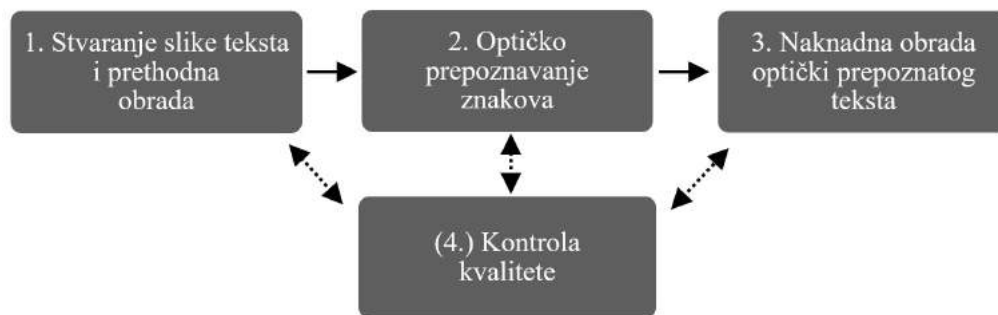 1. Stvaranje slike teksta
i prethodna
obrada
2. Optičko
prepoznavanje
znakova
3. Naknadna obrada
optički prepoznatog
teksta
(4.) Kontrola
kvalitete